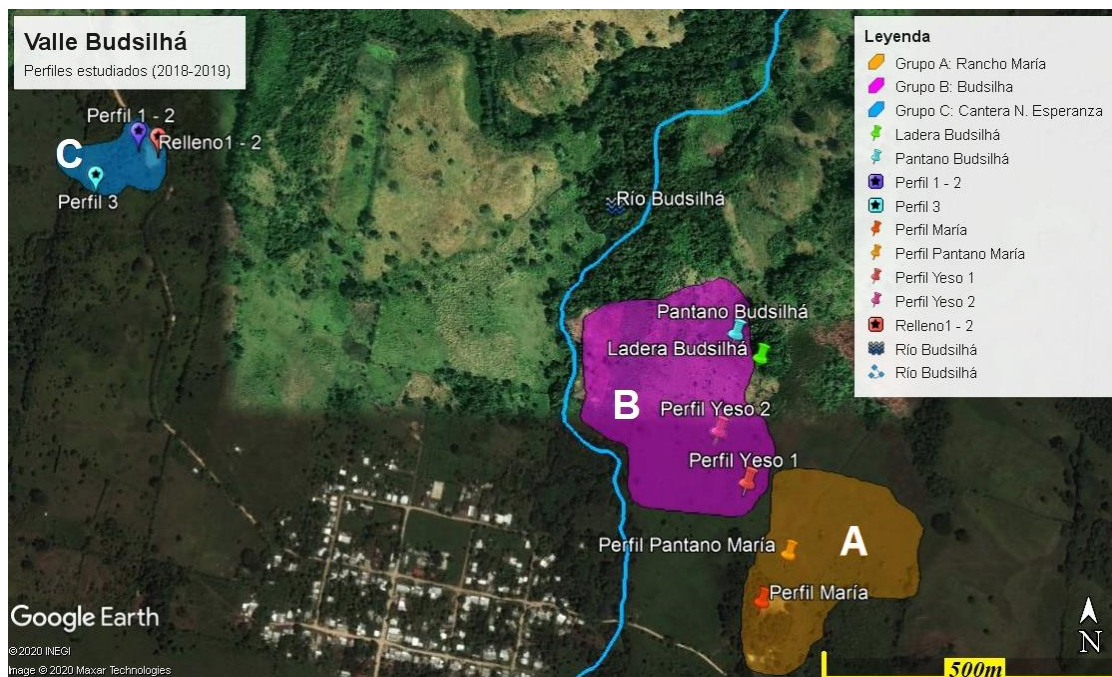 Valle Budsilhá
Perfiles estudiados (2018-2019)
Leyenda
Grupo A: Rancho María
Grupo B: Budsilha
Grupo C: Cantera N. Esperanza
Ladera Budsilhá
Pantano Budsilhá
Perfil 1 - 2
Perfil 3
Perfil María
Perfil Pantano María
Perfil Yeso 1
Perfil Yeso 2
Relleno1 - 2
Río Budsilhá
Río Budsilhá
Perfil 1 - 2
Relleno1 - 2
C
Perfil 3
Río Budsilhá
Pantano Budsilhá
Ladera Budsilhá
B
Perfil Yeso 2
Perfil Yeso 1
Perfil Pantano María
A
Perfil María
Google Earth
©2020 INEGI
Image © 2020 Maxar Technologies
N
500m